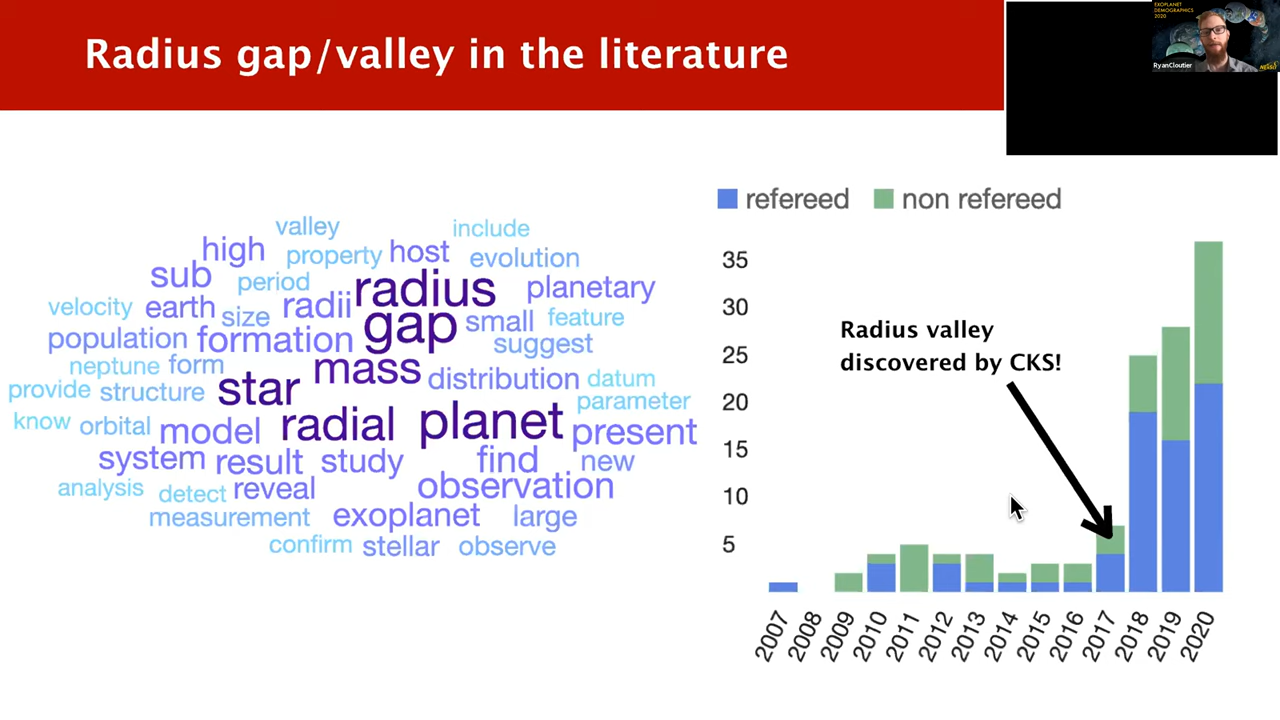 Radius gap/valley in the literature
EXOPLANET
DEMOGRAPHICS
2020
RyanCloutier
refereed non refereed
valley include
high property host evolution
sub period radius planetary
velocity earth size radii gap small feature
population formation suggest
neptune form mass distribution datum
provide structure star parameter
know orbital model radial planet present
system result study find new
analysis detect reveal observation
measurement exoplanet large
confirm stellar observe
35
30
25
20
15
10
5
Radius valley
discovered by CKS!
2007 2008 2009 2010 2011 2012 2013 2014 2015 2016 2017 2018 2019 2020